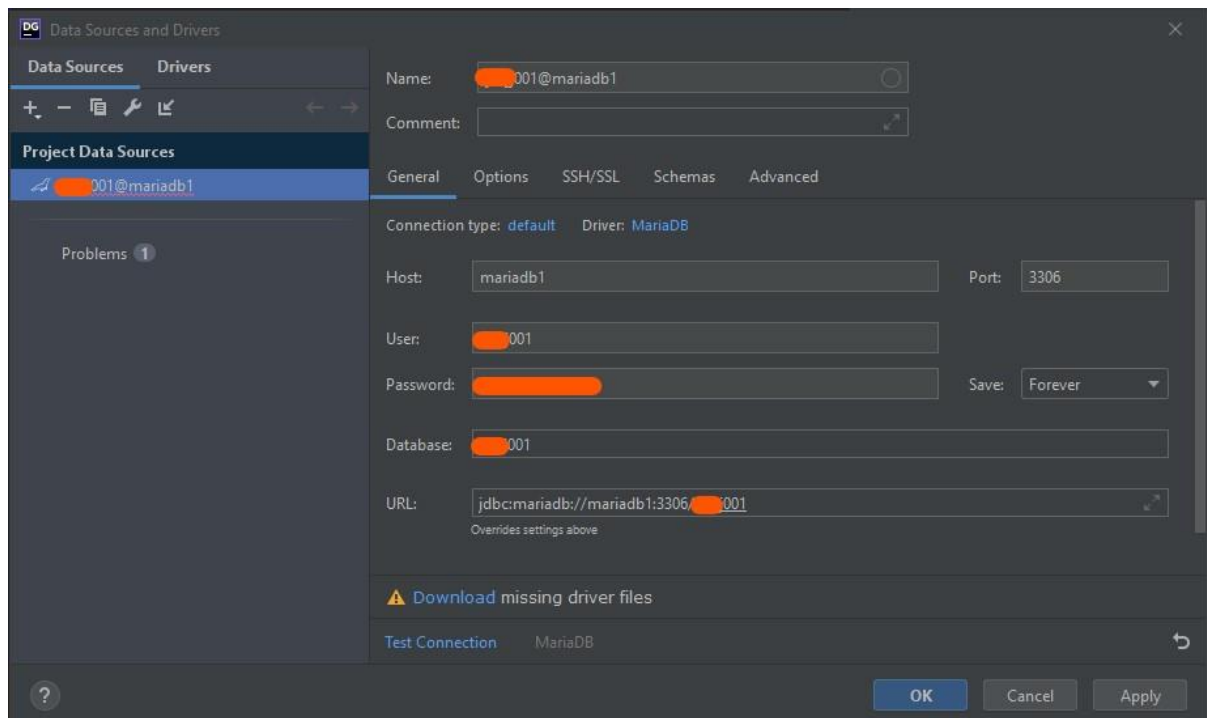 DG Data Sources and Drivers
Data Sources Drivers
Project Data Sources
001@mariadb1
Problems 1
Name: 001@mariadb1
Comment:
General Options SSH/SSL Schemas Advanced
Connection type: default Driver: MariaDB
Host: mariadb1 Port: 3306
User: 001
Password: Save: Forever
Database: 001
URL: jdbc:mariadb://mariadb1:3306/ 001
Overrides settings above
Download missing driver files
Test Connection MariaDB
? OK Cancel Apply